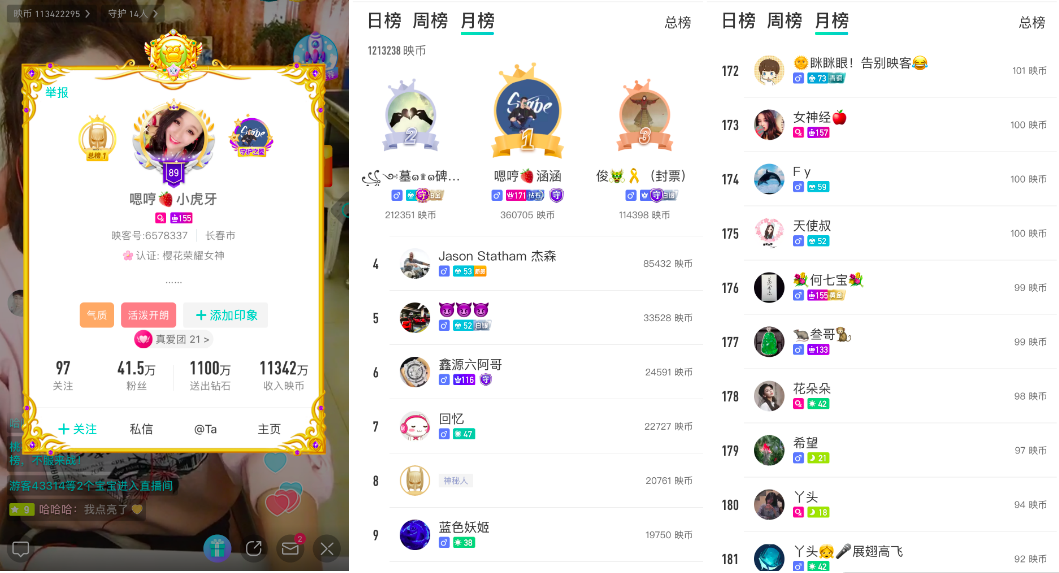 映币 113422295 >
守护 14人 >
举报
悬榜 1
守护之星
89
嗯哼🍓小虎牙
155
映客号:6578337
长春市
认证: 樱花荣耀女神
......
气质
活泼开朗
+ 添加印象
真爱团 21 >
97
41.5万
1100万
11342万
关注
粉丝
送出钻石
收入映币
+ 关注
私信
@Ta
主页
榜，不服来战！
游客43314等2个宝宝进入直播间
9
哈哈哈: 我点亮了
2
日榜
周榜
月榜
总榜
1213238 映币
Stobe
2
1
3
墓๑۩๑碑...
嗯哼🍓涵涵
俊🎗（封票）
守
171
守
守
212351 映币
360705 映币
114398 映币
4
Jason Statham 杰森
53
85432 映币
5
😈😈😈
52
33528 映币
6
鑫源六阿哥
116
守
24591 映币
7
回忆
47
22727 映币
8
神秘人
20761 映币
9
蓝色妖姬
38
19750 映币
日榜
周榜
月榜
总榜
172
🌞眯眯眼！告别映客😂
73
101 映币
173
女神经🍎
157
100 映币
174
F y
59
100 映币
175
天使叔
52
100 映币
176
💐何七宝💐
155
99 映币
177
叁哥
133
99 映币
178
花朵朵
42
98 映币
179
希望
21
97 映币
180
丫头
18
94 映币
181
丫头👧🎤展翅高飞
42
92 映币